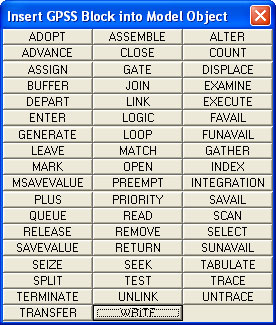 Insert GPSS Block into Model Object
ADOPT ASSEMBLE ALTER
ADVANCE CLOSE COUNT
ASSIGN GATE DISPLACE
BUFFER JOIN EXAMINE
DEPART LINK EXECUTE
ENTER LOGIC FAVAIL
GENERATE LOOP FUNAVAIL
LEAVE MATCH GATHER
MARK OPEN INDEX
MSAVEVALUE PREEMPT INTEGRATION
PLUS PRIORITY SAVAIL
QUEUE READ SCAN
RELEASE REMOVE SELECT
SAVEVALUE RETURN SUNAVAIL
SEIZE SEEK TABULATE
SPLIT TEST TRACE
TERMINATE UNLINK UNTRACE
TRANSFER WRITE